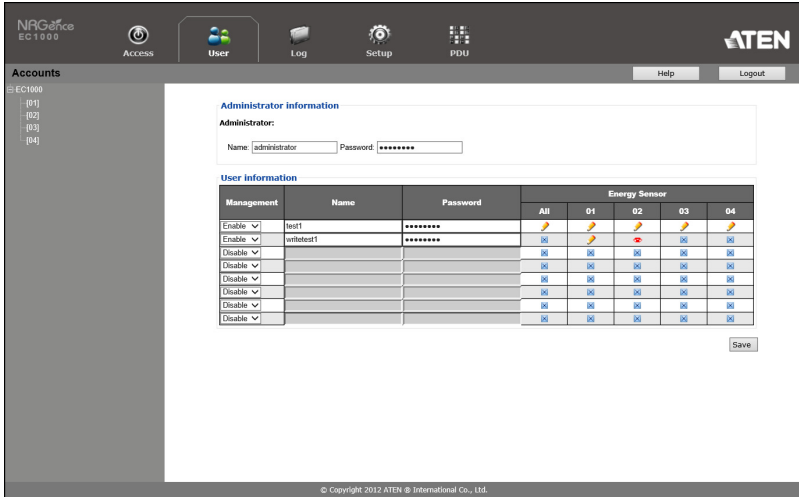 NRGence
EC1000
Access
User
Log
Setup
PDU
ATEN
Accounts
Help
Logout
EC1000
[01]
[02]
[03]
[04]
Administrator information
Administrator:
Name: administrator Password: ••••••••
User information
Management Name Password Energy Sensor
All 01 02 03 04
Enable test1 ••••••••
Enable writetest1 ••••••••
Disable
Disable
Disable
Disable
Disable
Disable
Save
© Copyright 2012 ATEN ® International Co., Ltd.